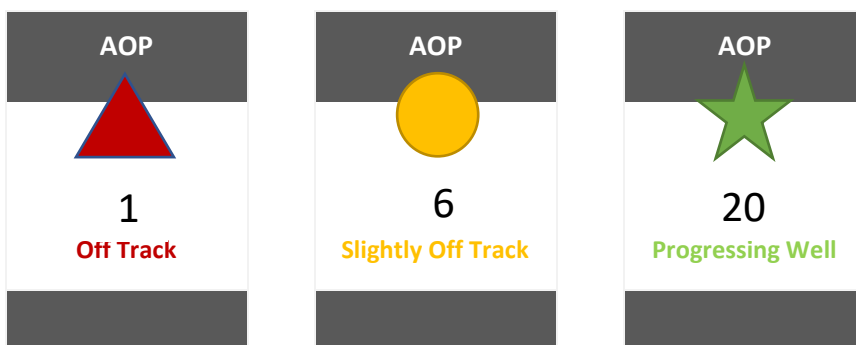 AOP
1
Off Track
AOP
6
Slightly Off Track
AOP
20
Progressing Well